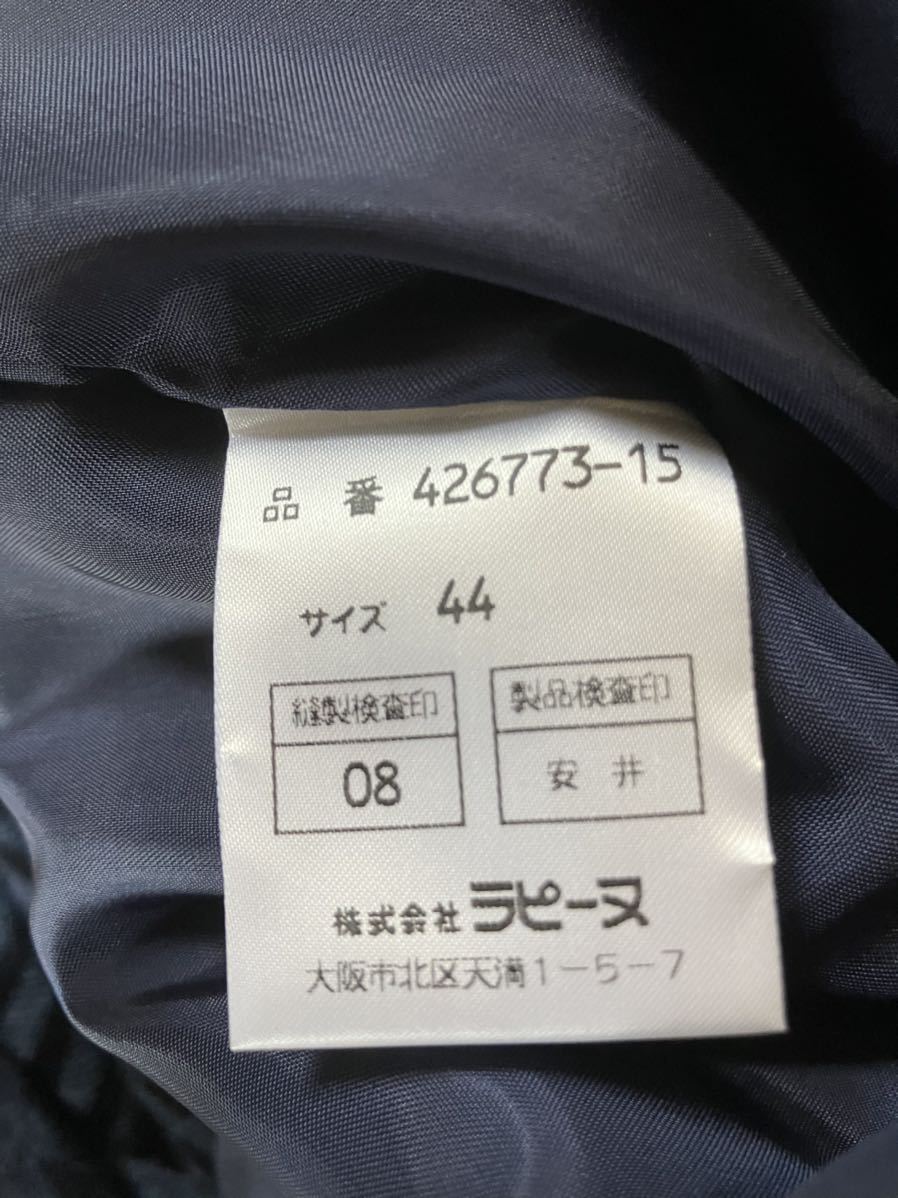 品 番 426773-15
サイズ 44
縫製検査印 製品検査印
08 安 井
株式会社 ラピーヌ
大阪市北区天満1-5-7